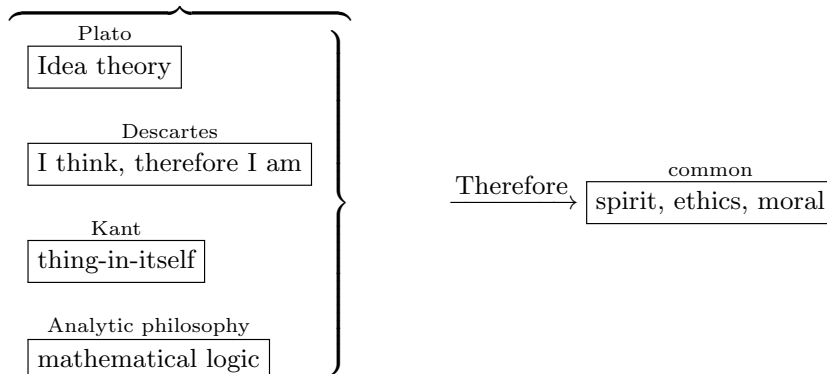 Plato
Idea theory
Descartes
I think, therefore I am
Kant
thing-in-itself
Analytic philosophy
mathematical logic
Therefore
common
spirit, ethics, moral